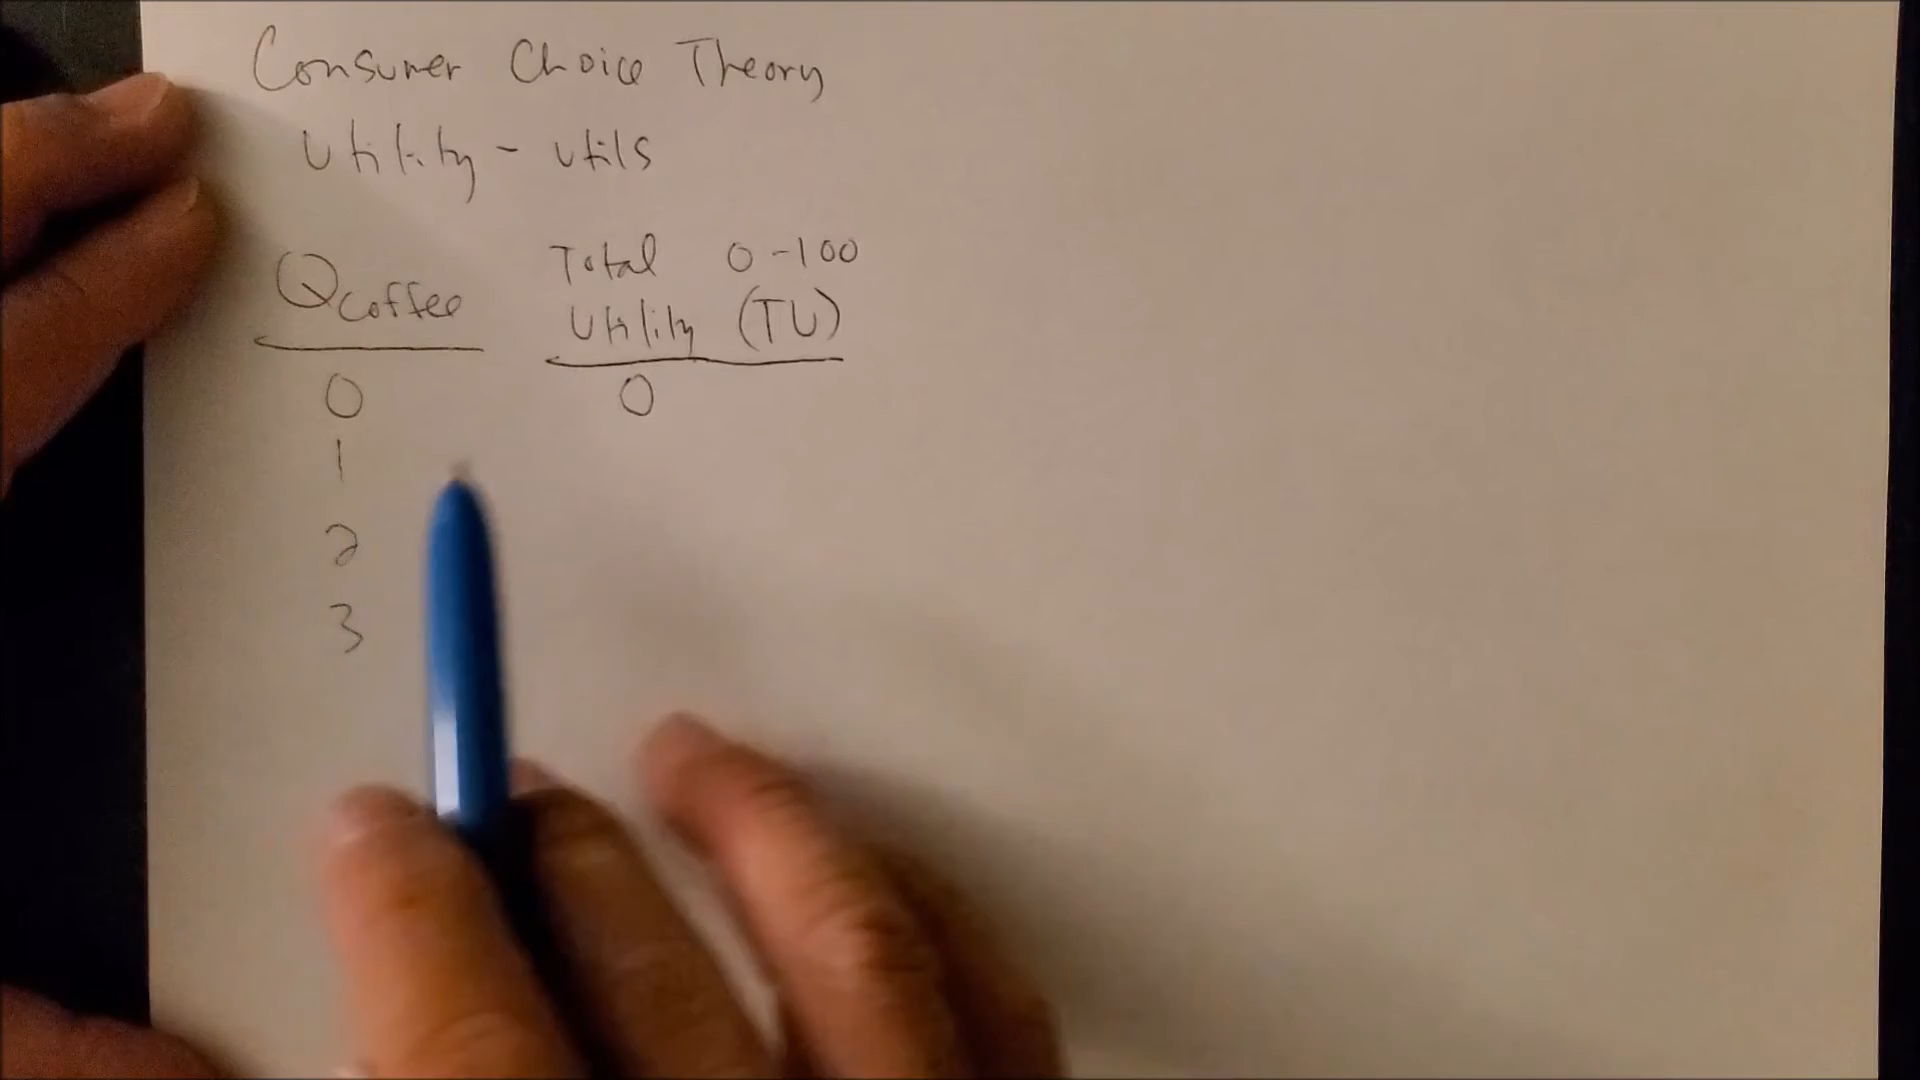 Consumer Choice Theory
Utility - utils
Qcoffee Total 0-100
Utility (TU)
0 0
1
2
3